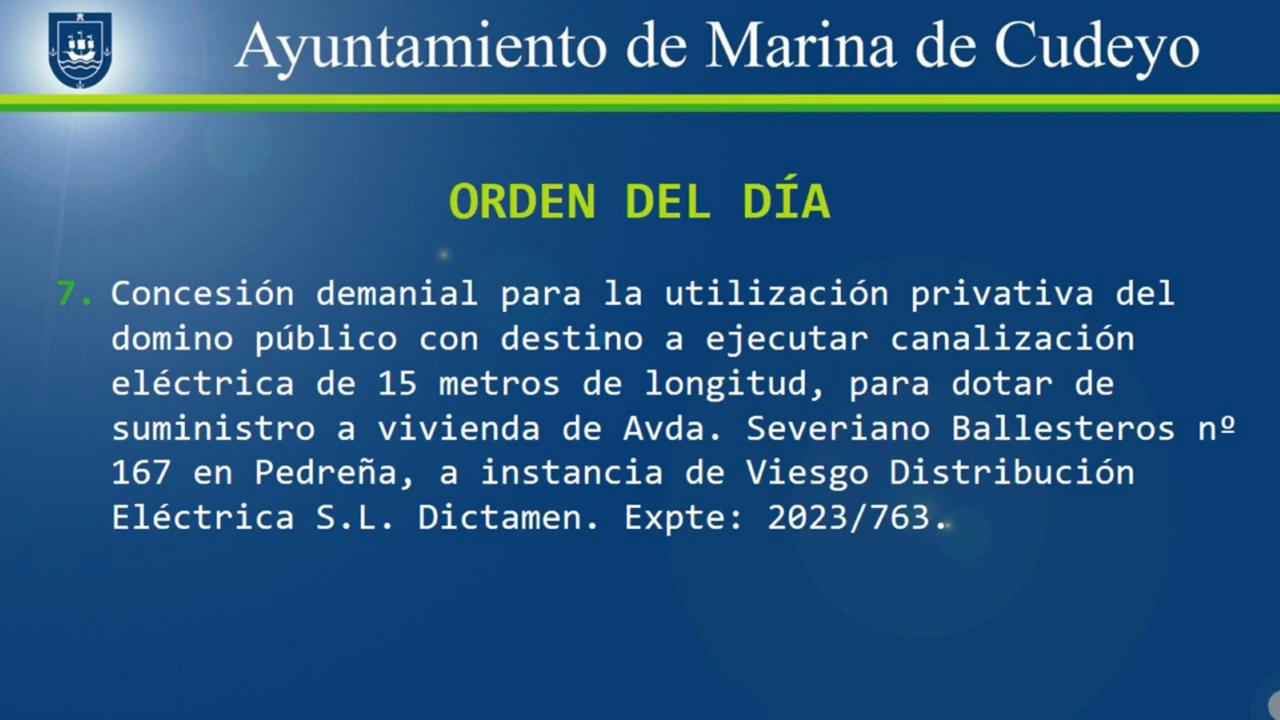 Ayuntamiento de Marina de Cudeyo
ORDEN DEL DÍA
7. Concesión demanial para la utilización privativa del
domino público con destino a ejecutar canalización
eléctrica de 15 metros de longitud, para dotar de
suministro a vivienda de Avda. Severiano Ballesteros nº
167 en Pedreña, a instancia de Viesgo Distribución
Eléctrica S.L. Dictamen. Expte: 2023/763.